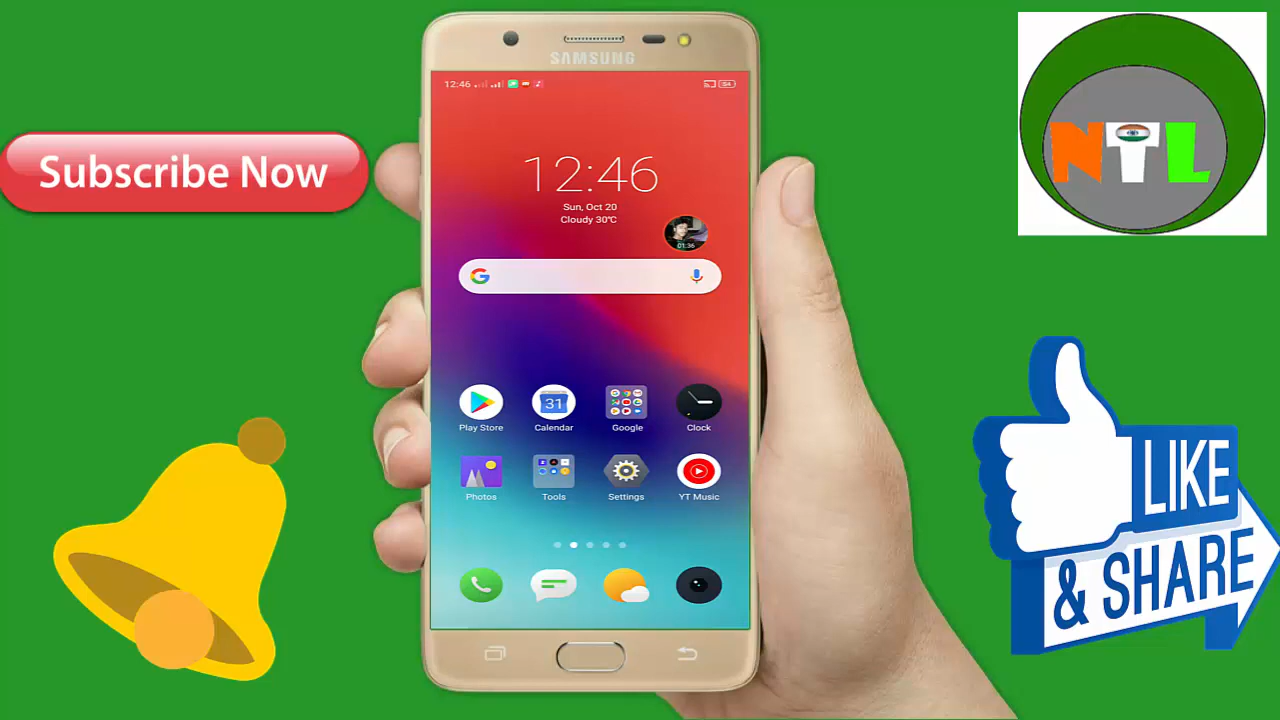 Subscribe Now
SAMSUNG
12:46
54
12:46
Sun, Oct 20
Cloudy 30°C
01:36
G
31
Play Store
Calendar
Google
Clock
Photos
Tools
Settings
YT Music
NTL
LIKE
& SHARE